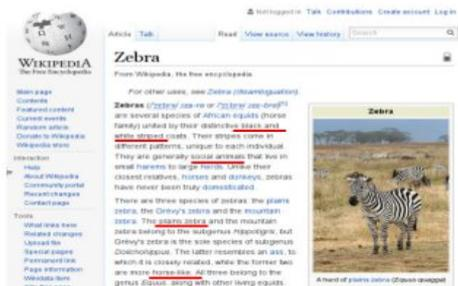 Not logged in Talk Contributions Create account Log in
Article Talk Read View source View history Search
WIKIPEDIA
The Free Encyclopedia
Main page
Contents
Featured content
Current events
Random article
Donate to Wikipedia
Wikipedia store
Interaction
Help
About Wikipedia
Community portal
Recent changes
Contact page
Tools
What links here
Related changes
Upload file
Special pages
Permanent link
Page information
Wikidata item
Zebra
From Wikipedia, the free encyclopedia
For other uses, see Zebra (disambiguation).
Zebras
are several species of African equids (horse
family) united by their distinctive black and
white striped coats. Their stripes come in
different patterns, unique to each individual.
They are generally social animals that live in
small harems to large herds. Unlike their
closest relatives, horses and donkeys, zebras
have never been truly domesticated.
There are three species of zebras: the plains
zebra, the Grévy's zebra and the mountain
zebra. The plains zebra and the mountain
zebra belong to the subgenus Hippotigris, but
Grévy's zebra is the sole species of subgenus
Dolichohippus. The latter resembles an ass, to
which it is closely related, while the former two
are more horse-like. All three belong to the
genus Equus, along with other living equids.
Zebra
A herd of plains zebra (Equus quagga)